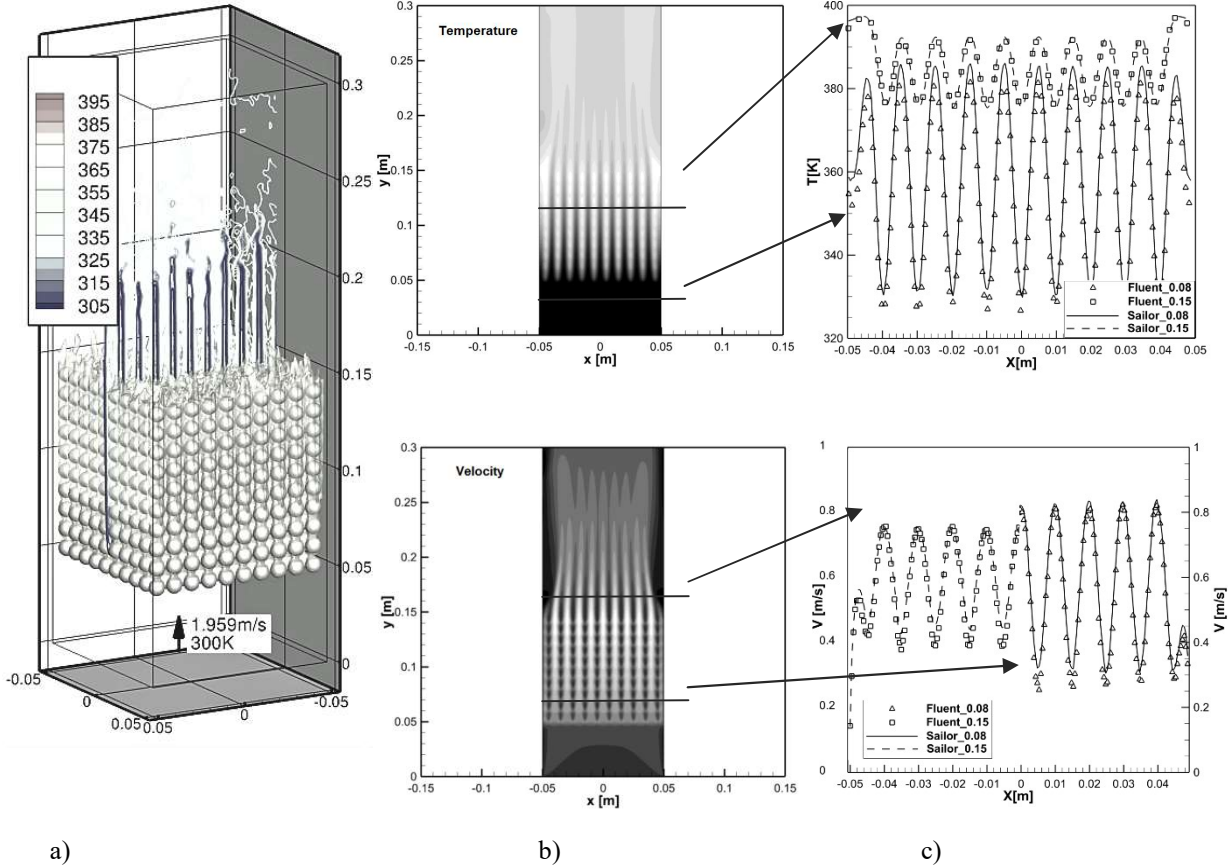 395
385
375
365
355
345
335
325
315
305
0.3
0.25
0.2
0.15
0.1
0.05
0
1.959m/s
300K
-0.05
0
0.05
0.05
0
-0.05
Temperature
y [m]
0.3
0.25
0.2
0.15
0.1
0.05
0
-0.15 -0.1 -0.05 0 0.05 0.1 0.15
x [m]
T[K]
400
380
360
340
320
Fluent_0.08
Fluent_0.15
Sailor_0.08
Sailor_0.15
-0.05 -0.04 -0.03 -0.02 -0.01 0 0.01 0.02 0.03 0.04 0.05
X[m]
Velocity
y [m]
0.3
0.25
0.2
0.15
0.1
0.05
0
-0.15 -0.1 -0.05 0 0.05 0.1 0.15
x [m]
V [m/s]
1
0.8
0.6
0.4
0.2
0
Fluent_0.08
Fluent_0.15
Sailor_0.08
Sailor_0.15
1
0.8
0.6
0.4
0.2
0
V [m/s]
-0.05 -0.04 -0.03 -0.02 -0.01 0 0.01 0.02 0.03 0.04
X[m]
a) b) c)